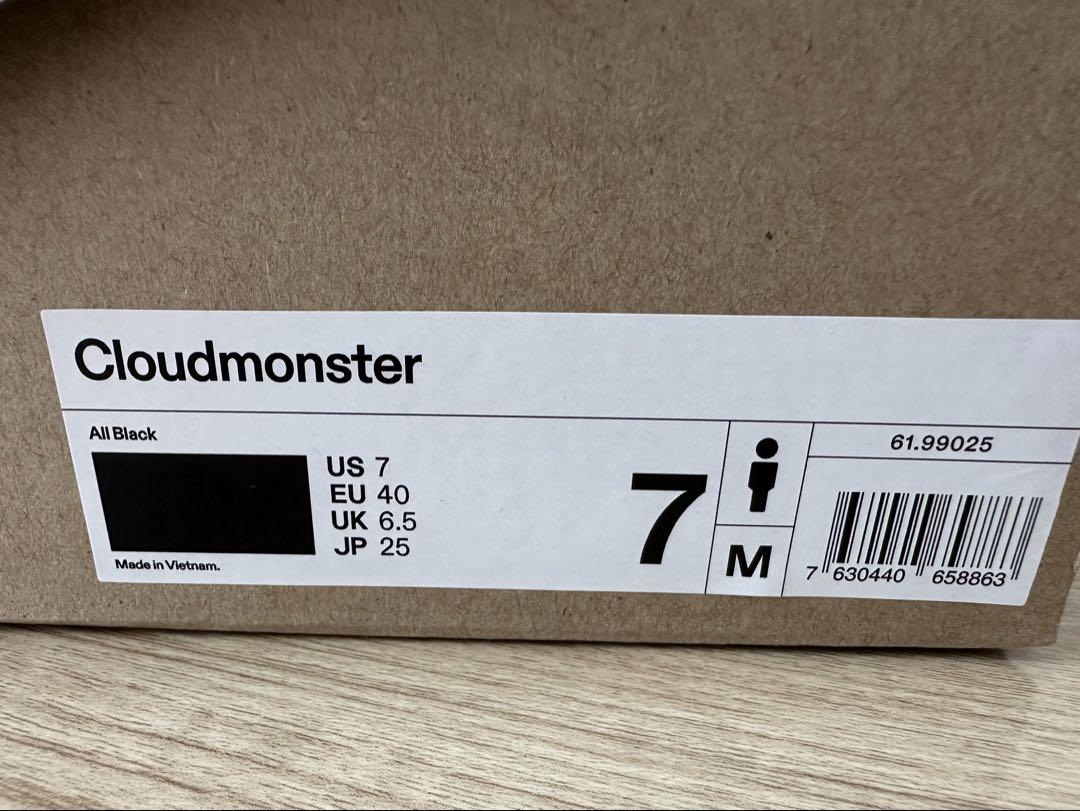 Cloudmonster
All Black
US 7
EU 40
UK 6.5
JP 25
Made in Vietnam.
7
M
61.99025
7 630440 658863